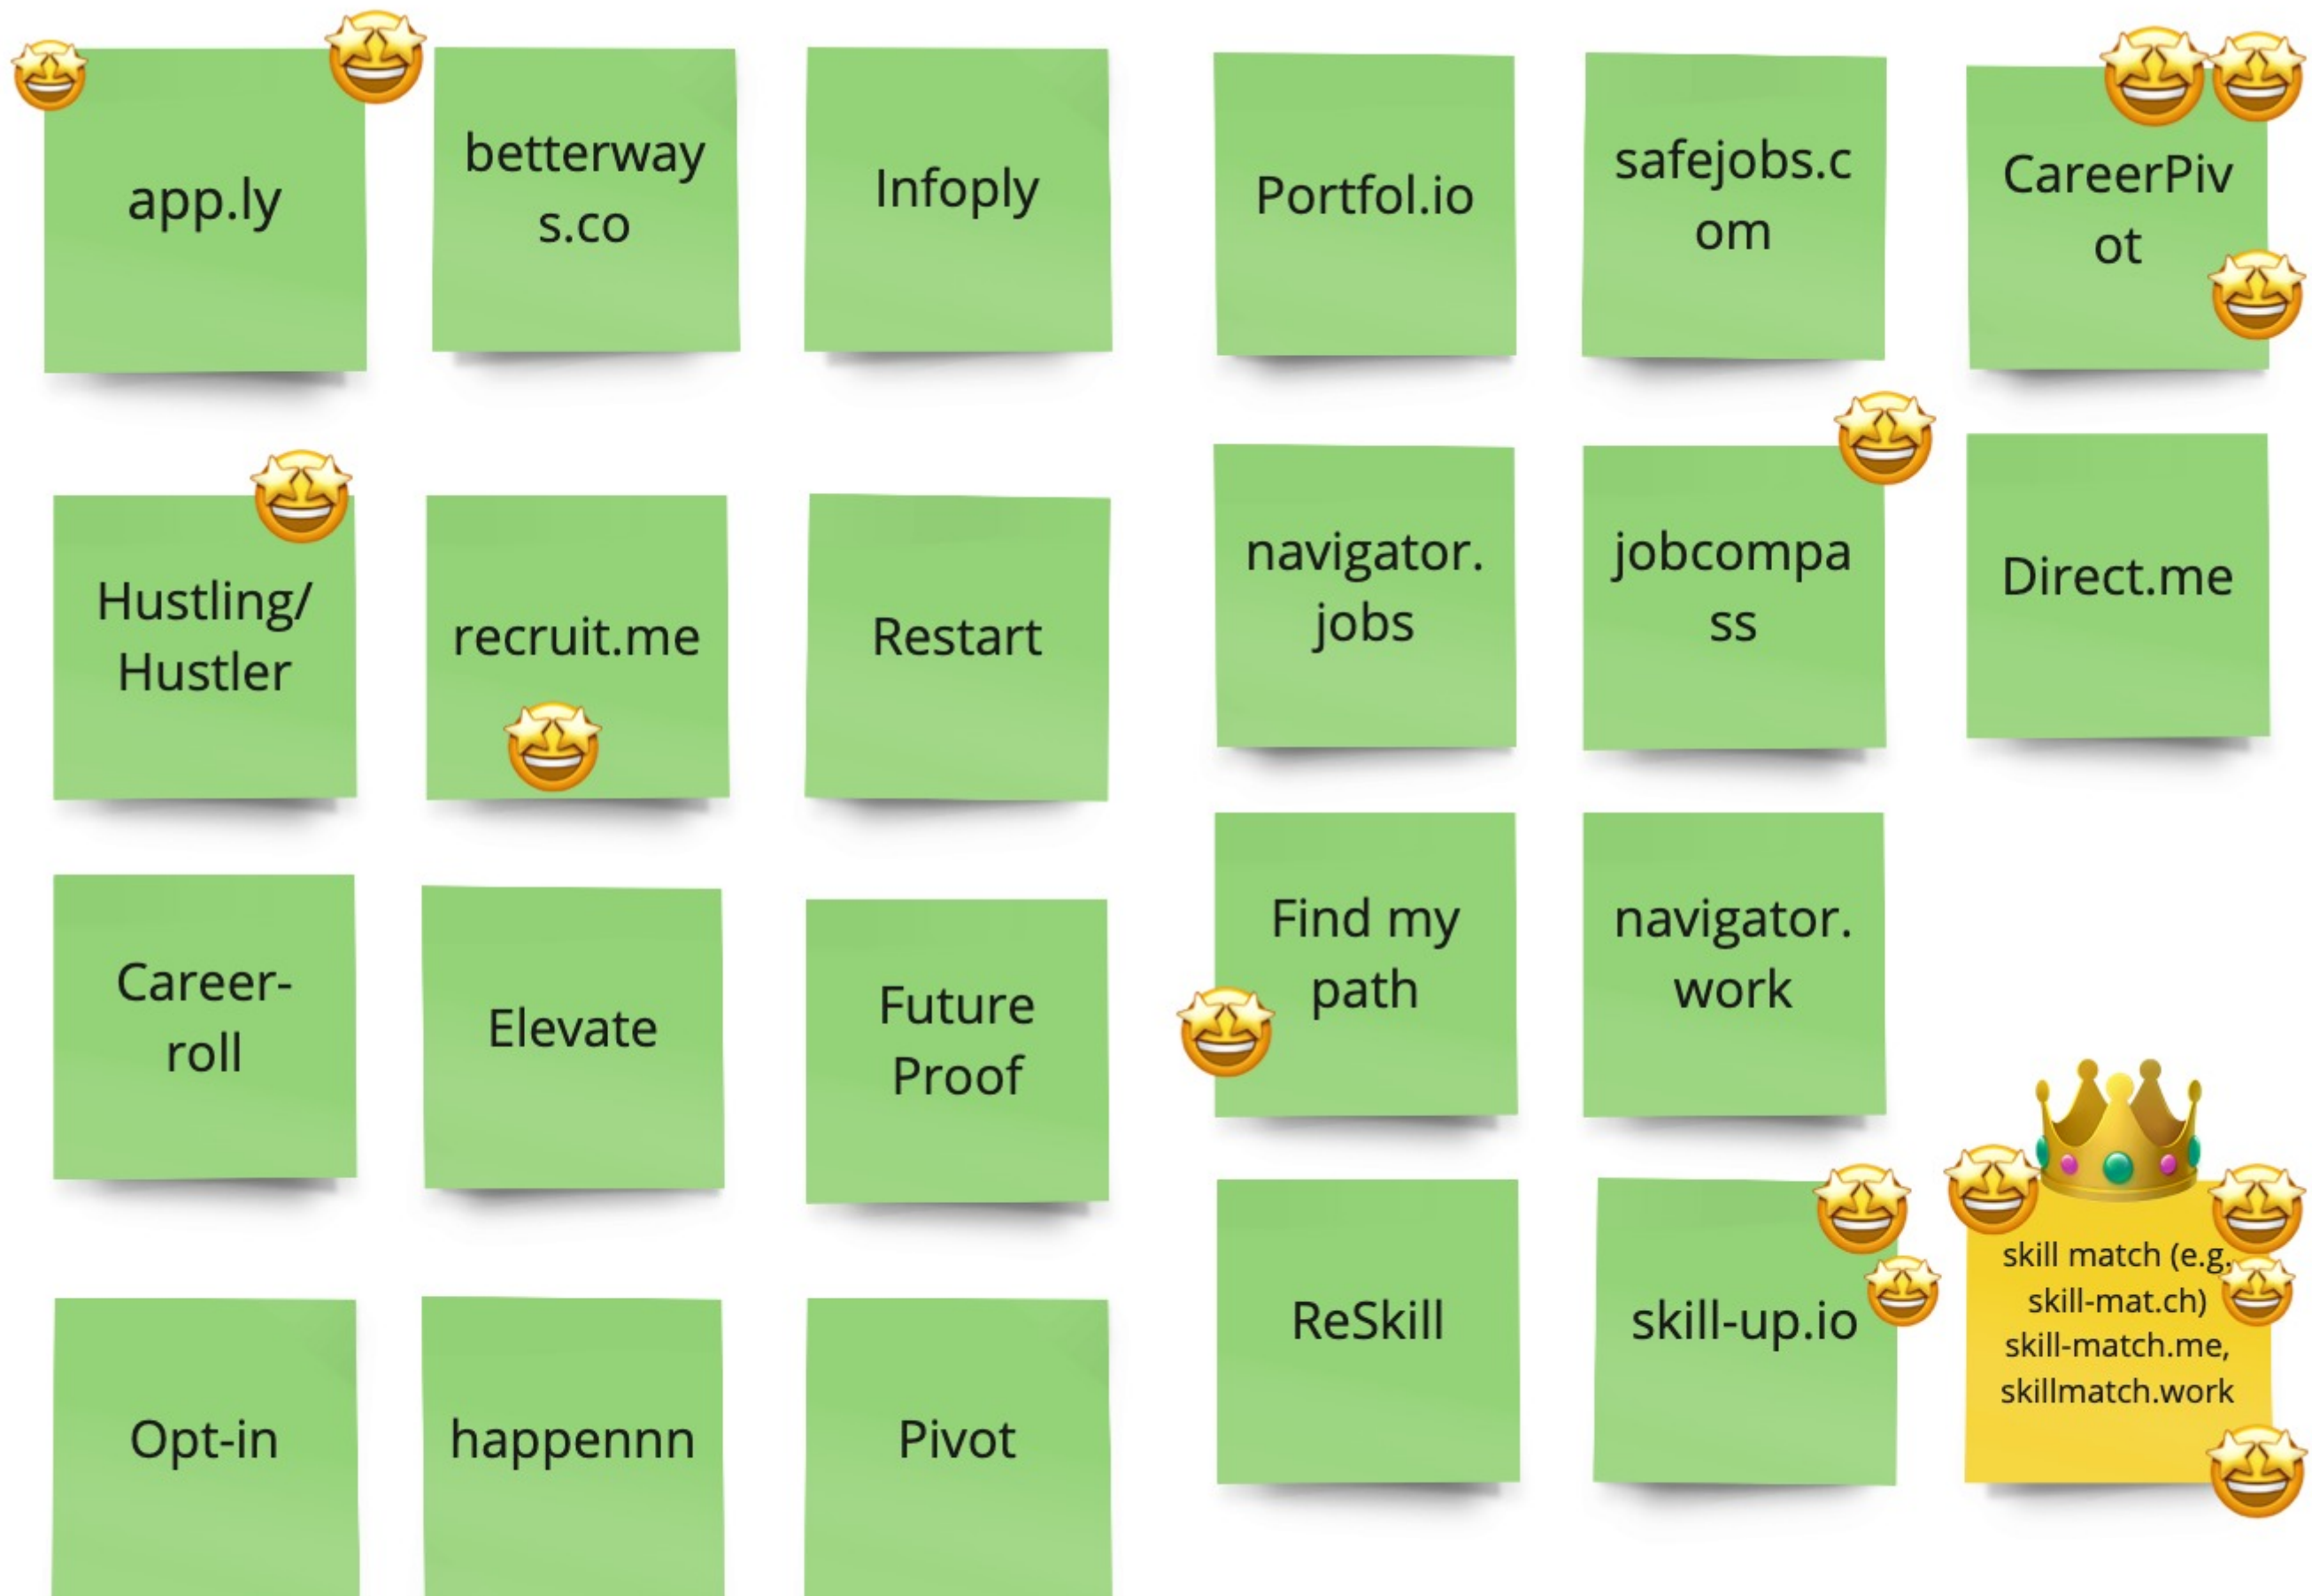 app.ly
betterway
s.co
Infoply
Portfol.io
safejobs.c
om
CareerPiv
ot
Hustling/
Hustler
recruit.me
Restart
navigator.
jobs
jobcompa
ss
Direct.me
Career-
roll
Elevate
Future
Proof
Find my
path
navigator.
work
Opt-in
happennn
Pivot
ReSkill
skill-up.io
skill match (e.g.
skill-mat.ch)
skill-match.me,
skillmatch.work